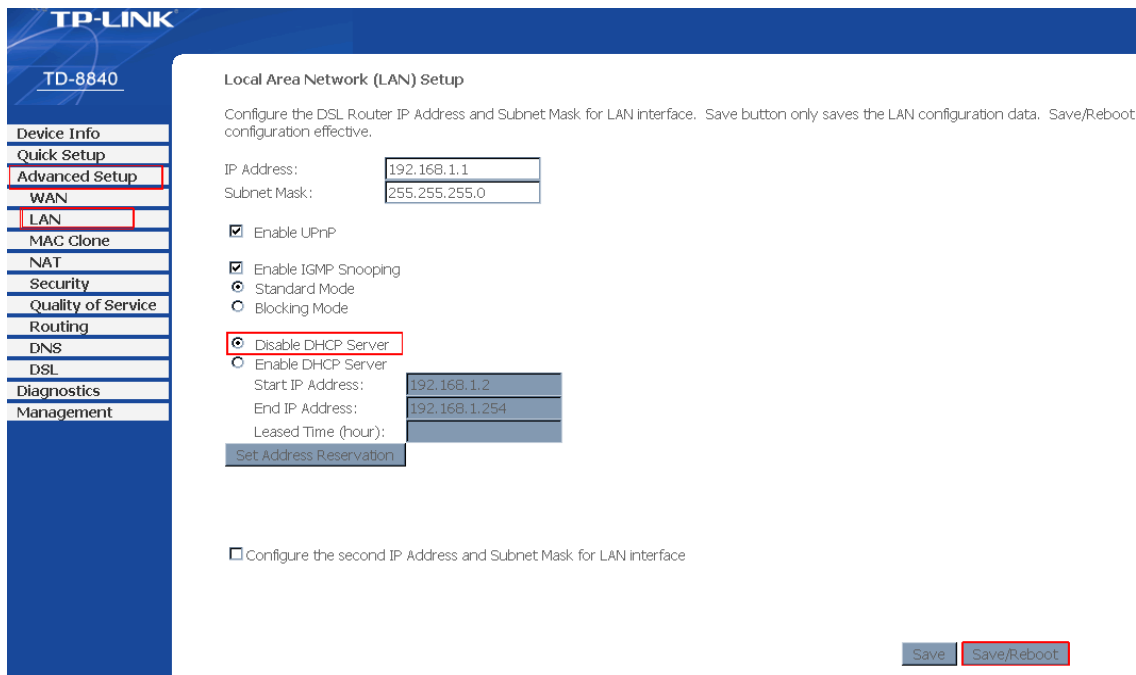 TP-LINK
TD-8840
Device Info
Quick Setup
Advanced Setup
WAN
LAN
MAC Clone
NAT
Security
Quality of Service
Routing
DNS
DSL
Diagnostics
Management
Local Area Network (LAN) Setup
Configure the DSL Router IP Address and Subnet Mask for LAN interface. Save button only saves the LAN configuration data. Save/Reboot
configuration effective.
IP Address: 192.168.1.1
Subnet Mask: 255.255.255.0
Enable UPnP
Enable IGMP Snooping
Standard Mode
Blocking Mode
Disable DHCP Server
Enable DHCP Server
Start IP Address: 192.168.1.2
End IP Address: 192.168.1.254
Leased Time (hour):
Set Address Reservation
Configure the second IP Address and Subnet Mask for LAN interface
Save Save/Reboot